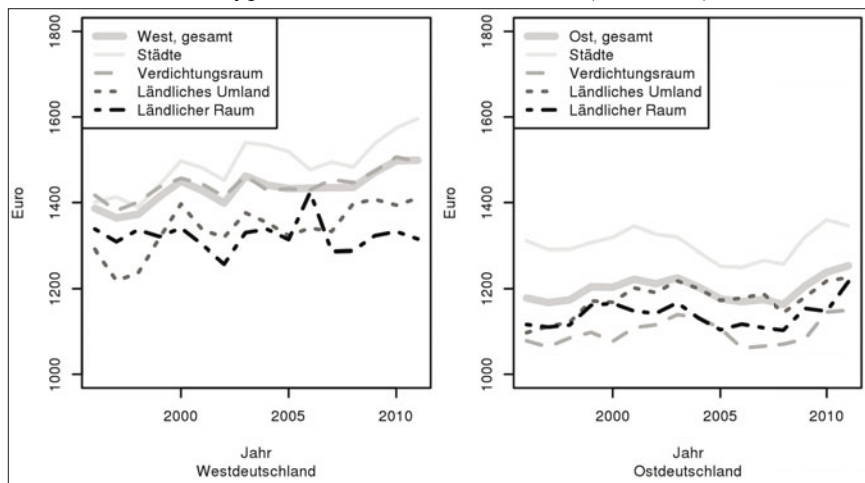 West, gesamt
Städte
Verdichtungsraum
Ländliches Umland
Ländlicher Raum
1000 1200 1400 1600 1800
Euro
2000 2005 2010
Jahr
Westdeutschland
Ost, gesamt
Städte
Verdichtungsraum
Ländliches Umland
Ländlicher Raum
1000 1200 1400 1600 1800
Euro
2000 2005 2010
Jahr
Ostdeutschland